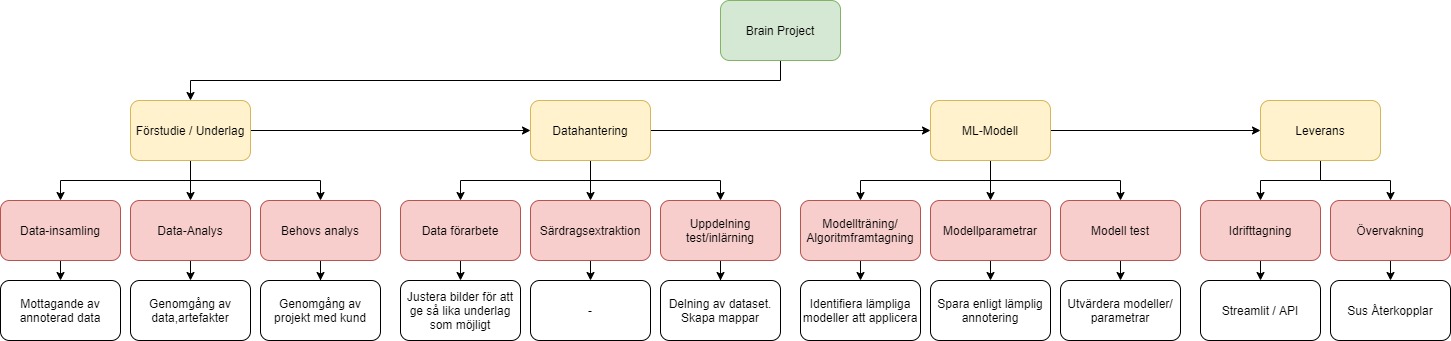 Brain Project
Förstudie / Underlag
Datahantering
ML-Modell
Leverans
Data-insamling
Data-Analys
Behovs analys
Data förarbete
Särdragsextraktion
Uppdelning
test/inlärning
Modellträning/
Algoritmframtagning
Modellparametrar
Modell test
Idrifttagning
Övervakning
Mottagande av
annoterad data
Genomgång av
data,artefakter
Genomgång av
projekt med kund
Justera bilder för att
ge så lika underlag
som möjligt
-
Delning av dataset.
Skapa mappar
Identifiera lämpliga
modeller att applicera
Spara enligt lämplig
annotering
Utvärdera modeller/
parametrar
Streamlit / API
Sus Återkopplar